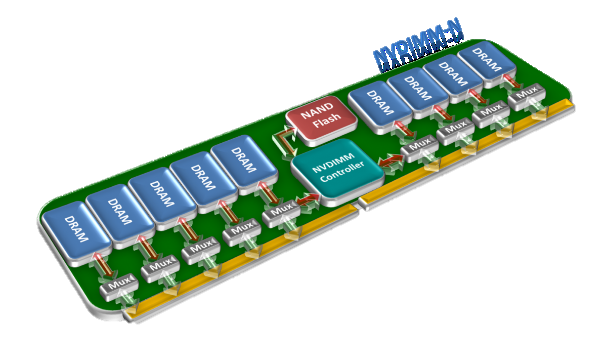 NVDIMM-N
DRAM
DRAM
DRAM
DRAM
DRAM
NAND
Flash
NVDIMM
Controller
DRAM
DRAM
DRAM
DRAM
Mux
Mux
Mux
Mux
Mux
Mux
Mux
Mux
Mux